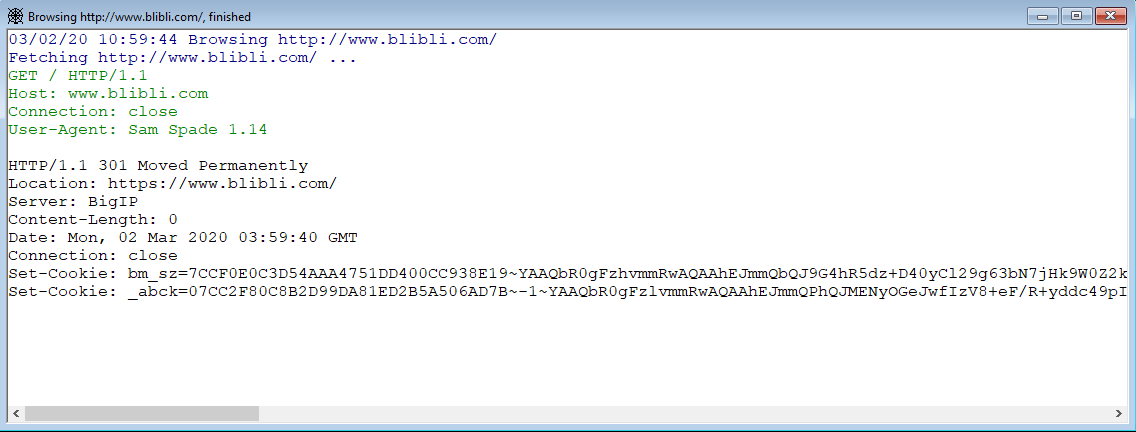 Browsing http://www.blibli.com/, finished
03/02/20 10:59:44 Browsing http://www.blibli.com/
Fetching http://www.blibli.com/ ...
GET / HTTP/1.1
Host: www.blibli.com
Connection: close
User-Agent: Sam Spade 1.14
HTTP/1.1 301 Moved Permanently
Location: https://www.blibli.com/
Server: BigIP
Content-Length: 0
Date: Mon, 02 Mar 2020 03:59:40 GMT
Connection: close
Set-Cookie: bm_sz=7CCF0E0C3D54AAA4751DD400CC938E19~YAAQbR0gFzhvmmRwAQAAhEJmmQbQJ9G4hR5dz+D40yCl29g63bN7jHk9W0Z2k
Set-Cookie: _abck=07CC2F80C8B2D99DA81ED2B5A506AD7B~-1~YAAQbR0gFzlvmmRwAQAAhEJmmQPhQJMENyOGeJwfIzV8+eF/R+yddc49pI